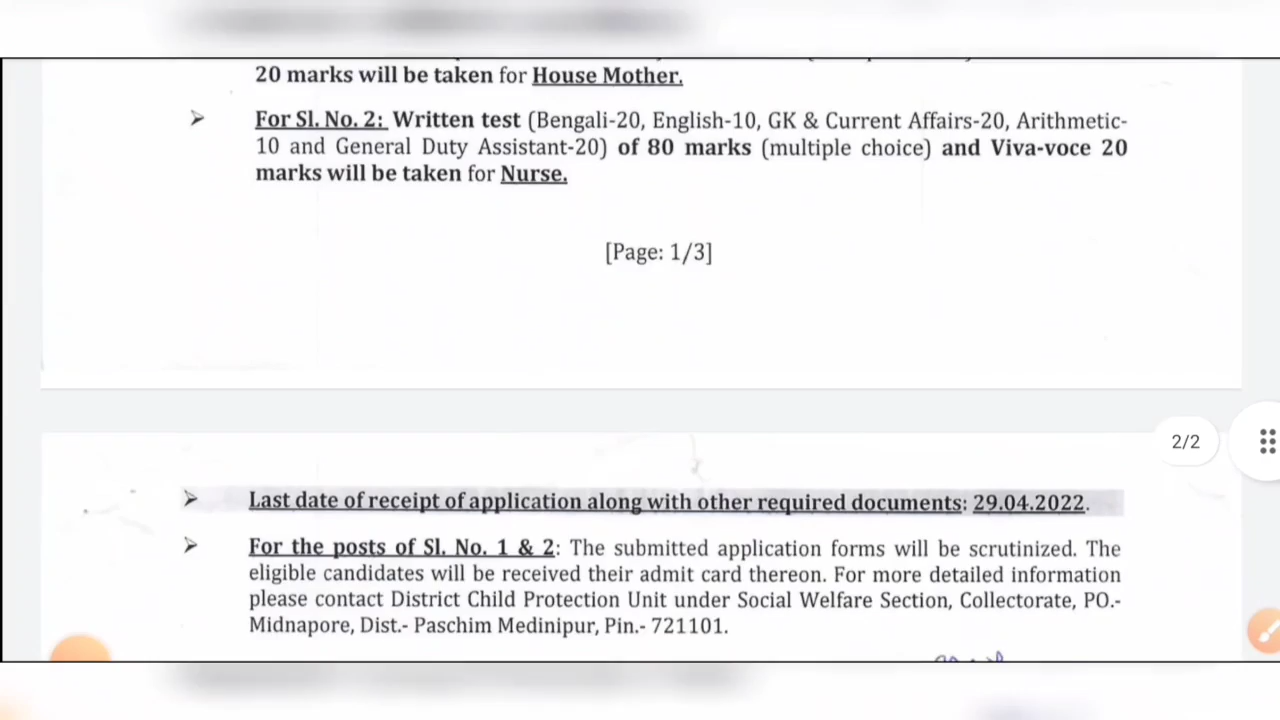 20 marks will be taken for House Mother.
➢ For Sl. No. 2: Written test (Bengali-20, English-10, GK & Current Affairs-20, Arithmetic-
10 and General Duty Assistant-20) of 80 marks (multiple choice) and Viva-voce 20
marks will be taken for Nurse.
[Page: 1/3]
2/2
➢ Last date of receipt of application along with other required documents: 29.04.2022.
➢ For the posts of Sl. No. 1 & 2: The submitted application forms will be scrutinized. The
eligible candidates will be received their admit card thereon. For more detailed information
please contact District Child Protection Unit under Social Welfare Section, Collectorate, PO.-
Midnapore, Dist.- Paschim Medinipur, Pin.- 721101.